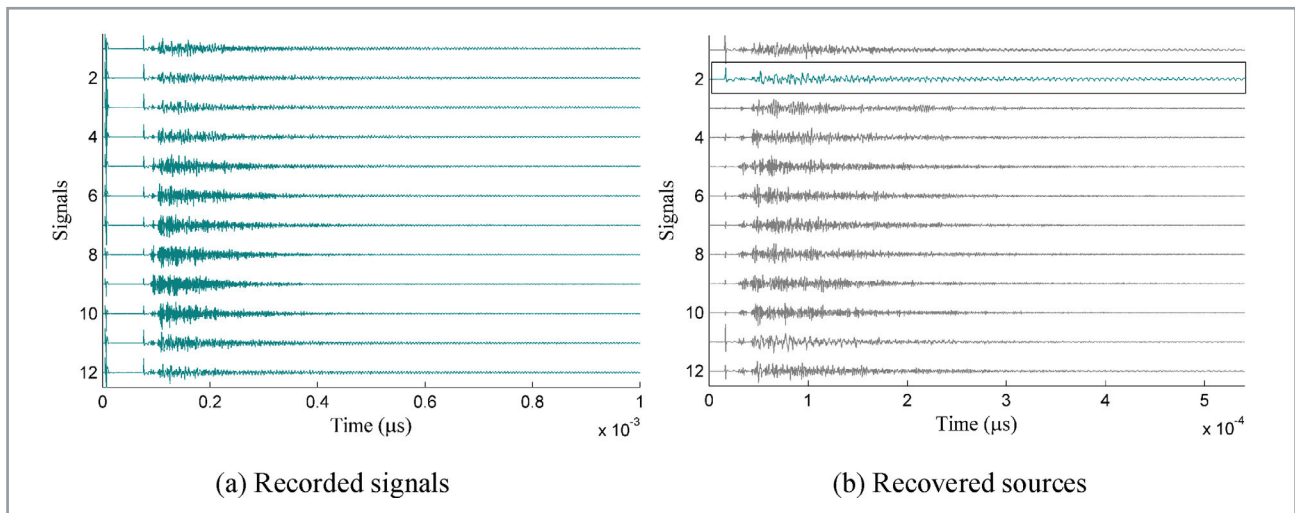 Signals
2
4
6
8
10
12
0 0.2 0.4 0.6 0.8 1
Time (μs)
x 10⁻³
(a) Recorded signals
Signals
2
4
6
8
10
12
0 1 2 3 4 5
Time (μs)
x 10⁻⁴
(b) Recovered sources